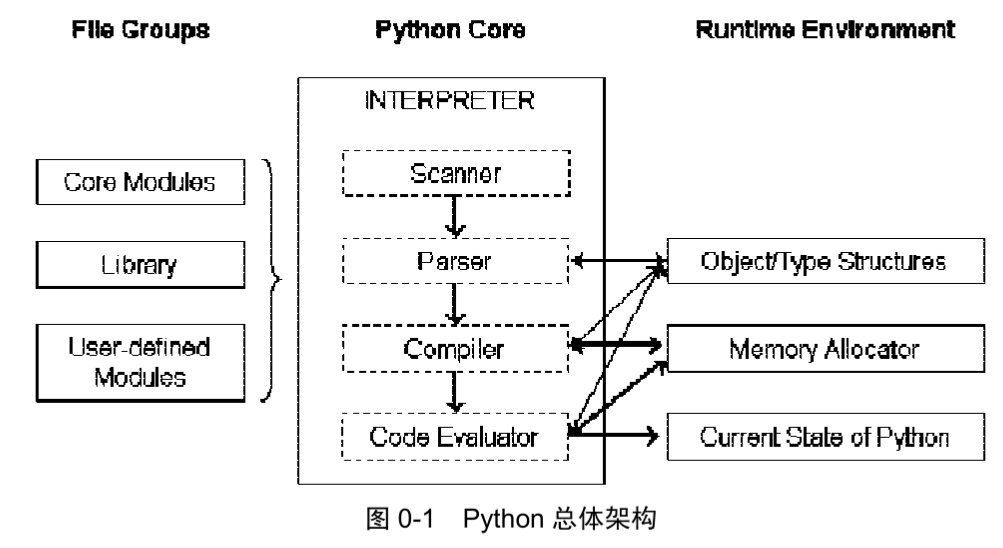 File Groups
Python Core
Runtime Environment
INTERPRETER
Core Modules
Library
User-defined
Modules
Scanner
Parser
Compiler
Code Evaluator
Object/Type Structures
Memory Allocator
Current State of Python
图 0-1 Python 总体架构